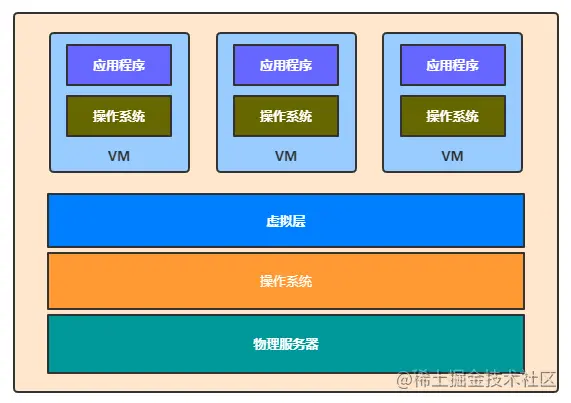 应用程序 应用程序 应用程序
操作系统 操作系统 操作系统
VM VM VM
虚拟层
操作系统
物理服务器
@稀土掘金技术社区